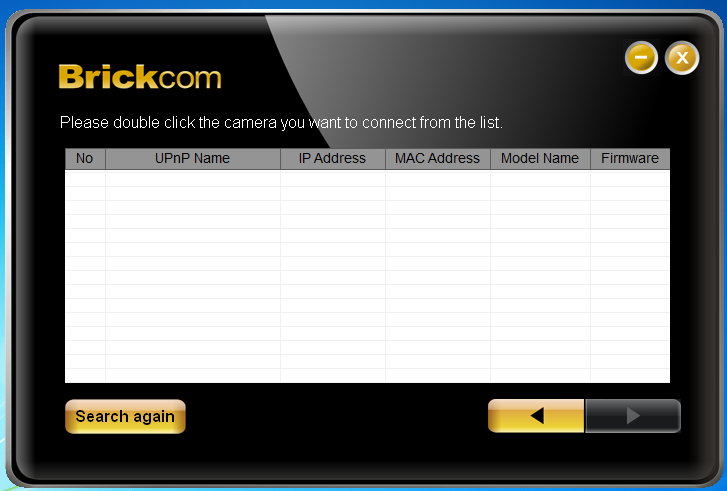 Brickcom
X
Please double click the camera you want to connect from the list.
No UPnP Name IP Address MAC Address Model Name Firmware
Search again